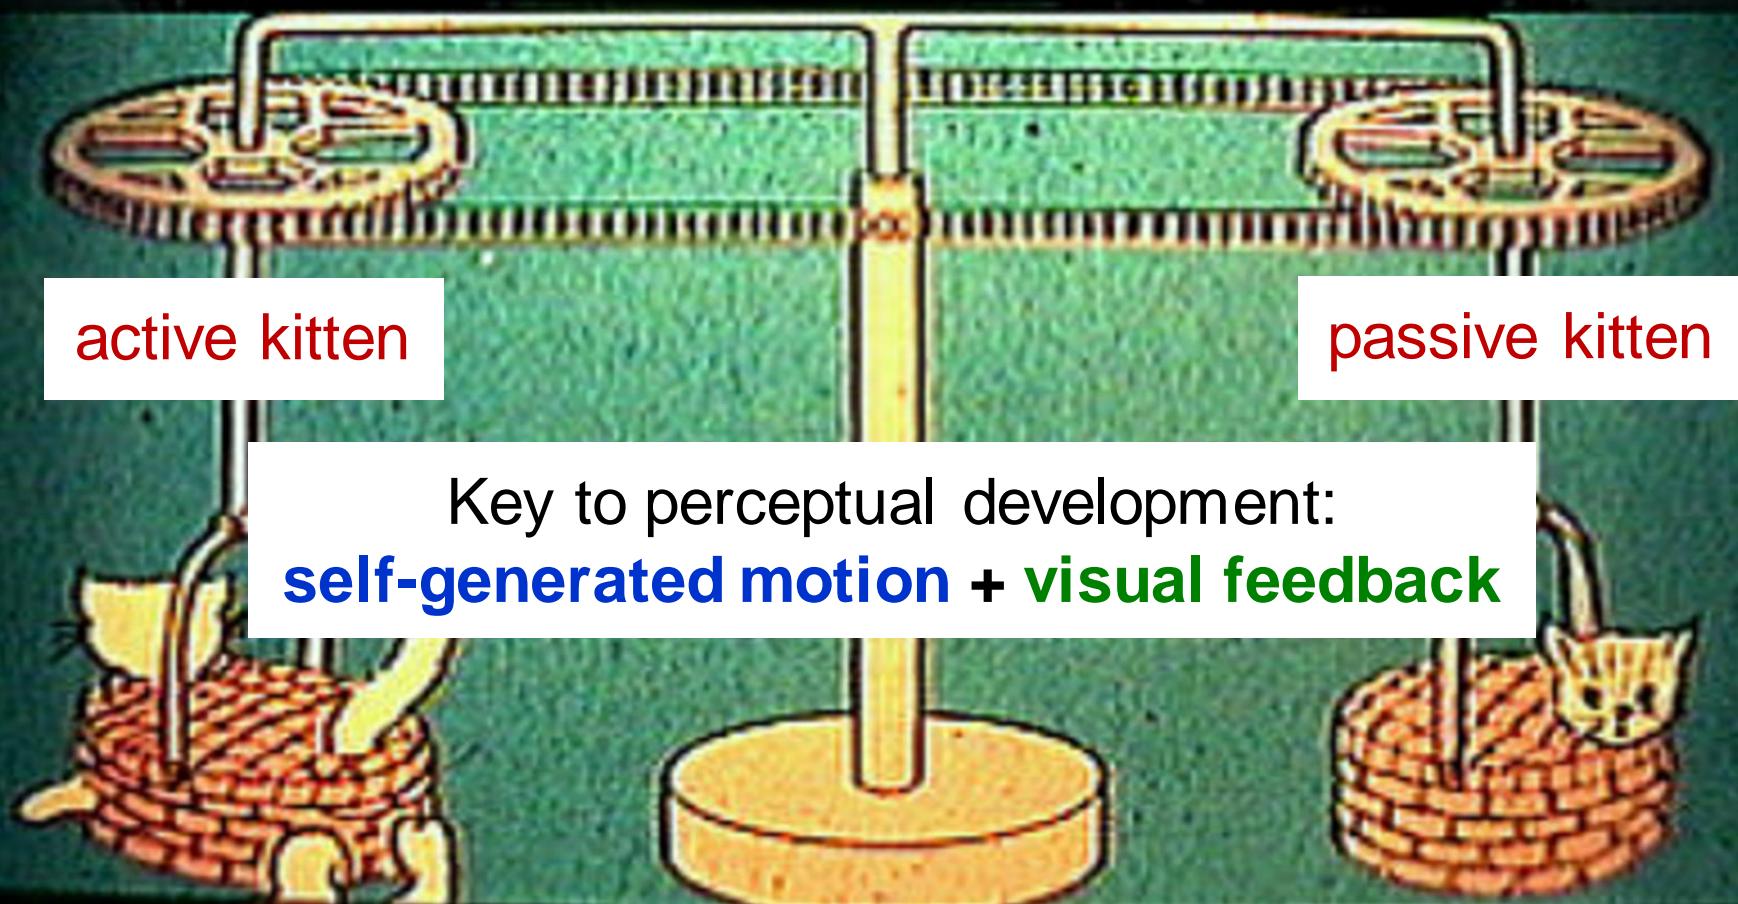 active kitten
passive kitten
Key to perceptual development:
self-generated motion + visual feedback